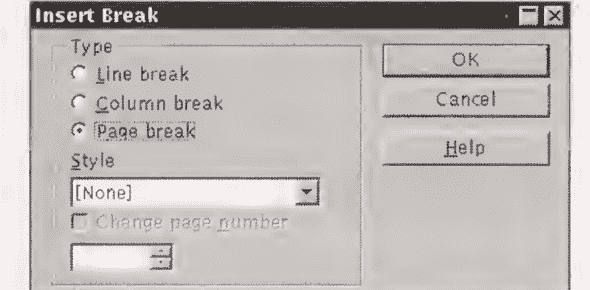 Insert Break
Type
Line break
Column break
Page break
Style
[None]
Change page number
OK
Cancel
Help